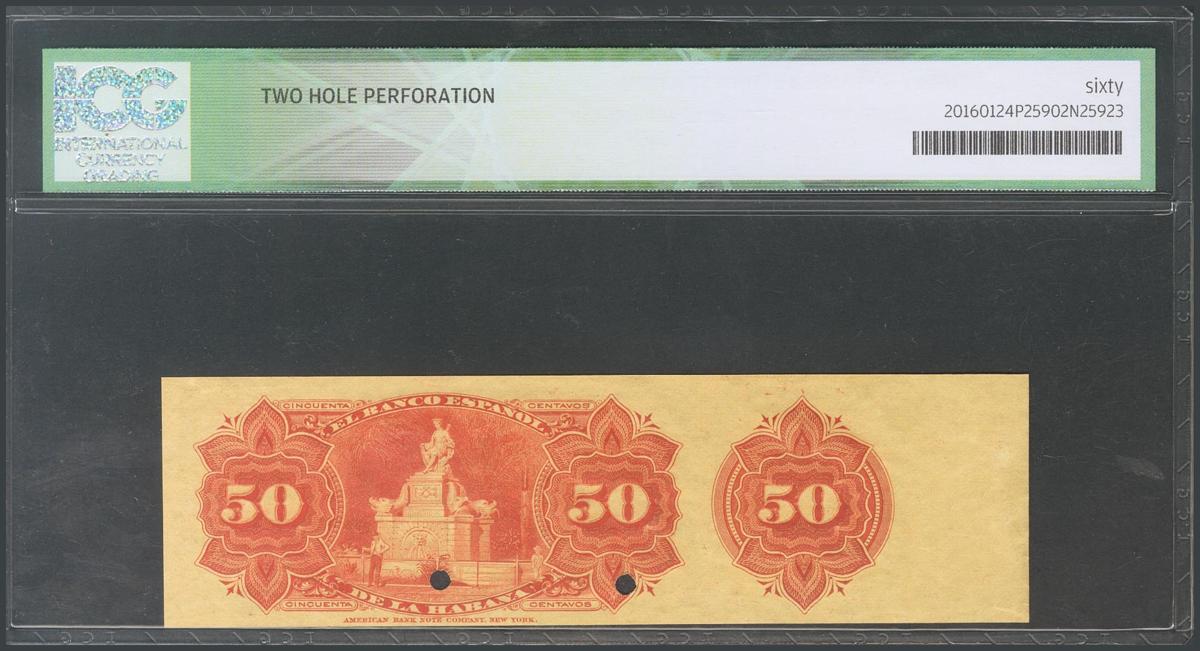 ICG
INTERNATIONAL
CURRENCY
GRADING
TWO HOLE PERFORATION
sixty
20160124P25902N25923
CINCUENTA
CENTAVOS
EL BANCO ESPAÑOL
50
50
50
DE LA HABANA
CINCUENTA
CENTAVOS
AMERICAN BANK NOTE COMPANY, NEW YORK.